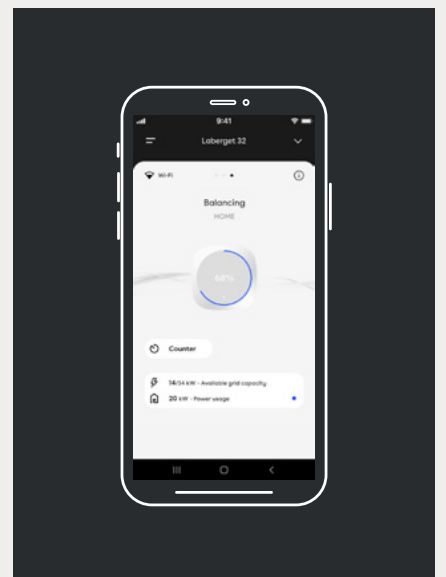 9:41
Laberget 32
Wi-Fi
Balancing
HOME
68%
Counter
14/34 kW - Available grid capacity
20 kW - Power usage